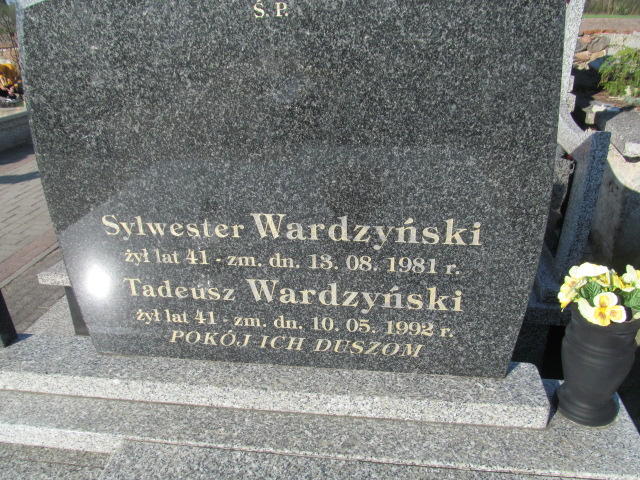 Ś. P.
Sylwester Wardzyński
żył lat 41 - zm. dn. 13. 08. 1981 r.
Tadeusz Wardzyński
żył lat 41 - zm. dn. 10. 05. 1992 r.
POKÓJ ICH DUSZOM